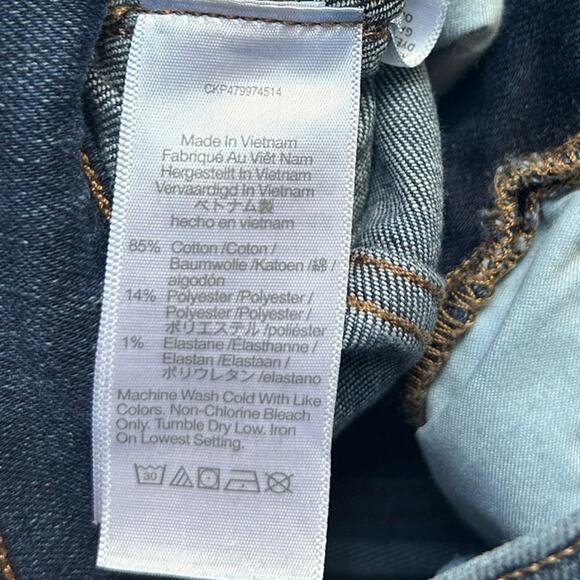 CKP479974514
Made In Vietnam
Fabriqué Au Viêt Nam
Hergestellt In Vietnam
Vervaardigd In Vietnam
ベトナム製
hecho en vietnam
85% Cotton /Coton /
Baumwolle /Katoen /綿 /
algodón
14% Polyester /Polyester /
Polyester /Polyester /
ポリエステル /poliéster
1% Elastane /Elasthanne /
Elastan /Elastaan /
ポリウレタン /elastano
Machine Wash Cold With Like
Colors. Non-Chlorine Bleach
Only. Tumble Dry Low. Iron
On Lowest Setting.
30